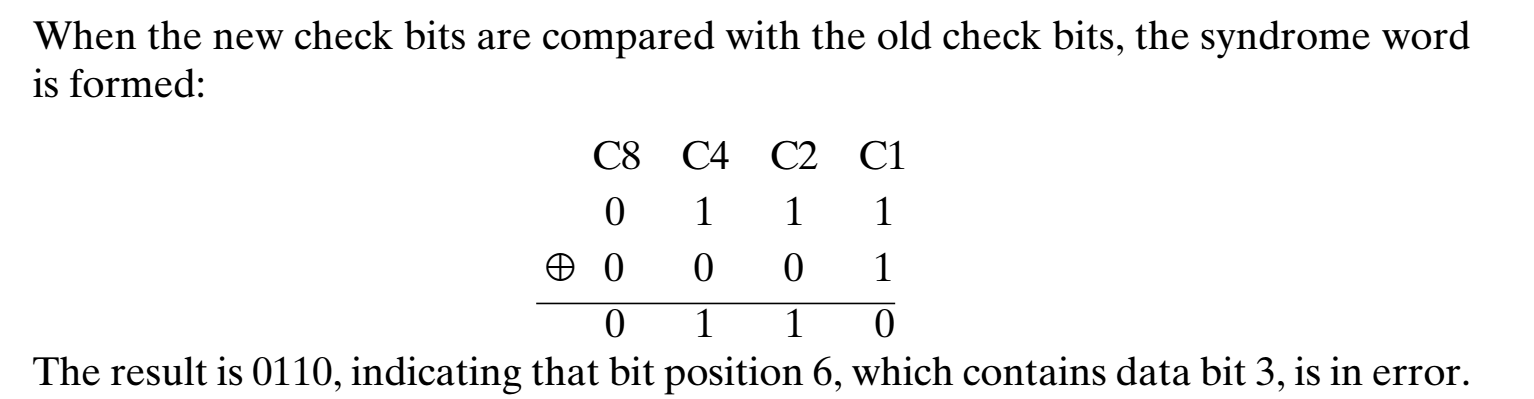 When the new check bits are compared with the old check bits, the syndrome word
is formed:
C8 C4 C2 C1
0 1 1 1
⊕ 0 0 0 1
0 1 1 0
The result is 0110, indicating that bit position 6, which contains data bit 3, is in error.